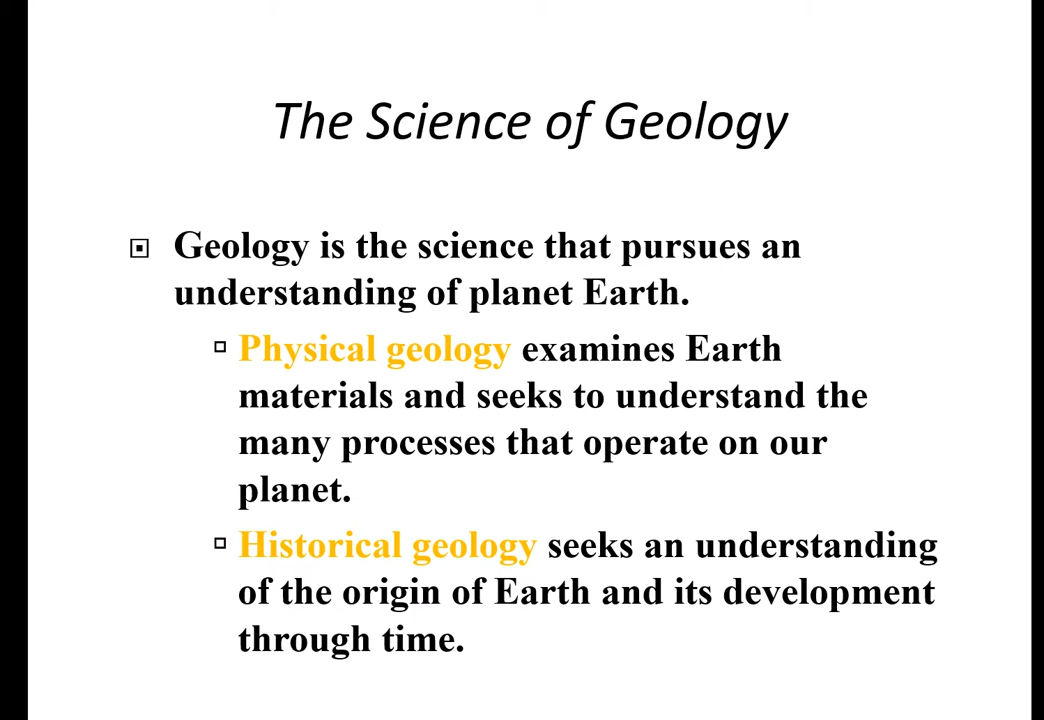 The Science of Geology
Geology is the science that pursues an
understanding of planet Earth.
Physical geology examines Earth
materials and seeks to understand the
many processes that operate on our
planet.
Historical geology seeks an understanding
of the origin of Earth and its development
through time.